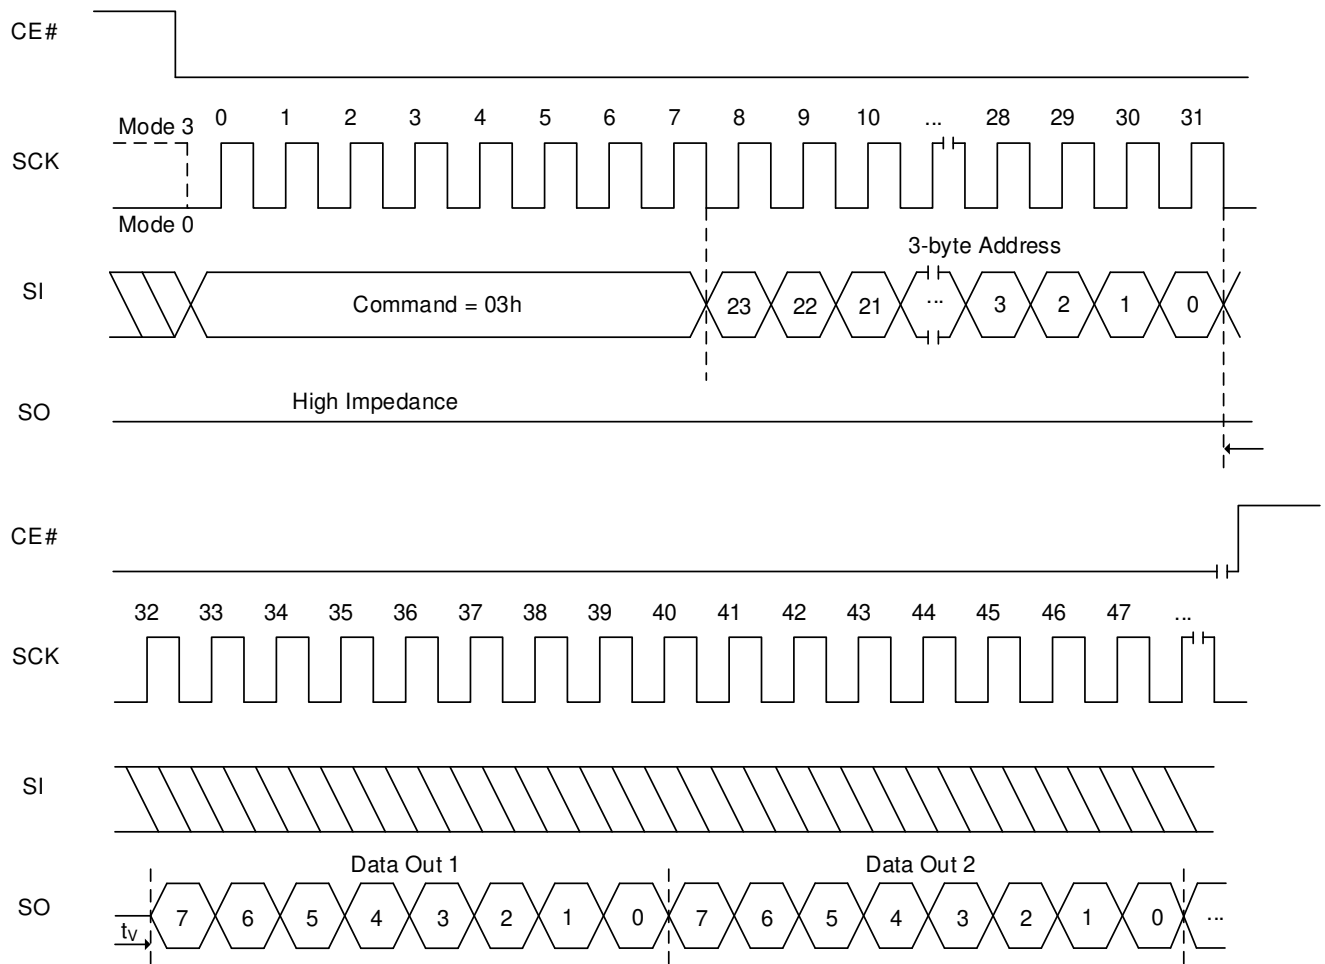 CE#
Mode 3 0 1 2 3 4 5 6 7 8 9 10 ... 28 29 30 31
SCK
Mode 0
3-byte Address
SI Command = 03h 23 22 21 ... 3 2 1 0
High Impedance
SO
CE#
32 33 34 35 36 37 38 39 40 41 42 43 44 45 46 47 ...
SCK
SI
Data Out 1 Data Out 2
SO 7 6 5 4 3 2 1 0 7 6 5 4 3 2 1 0 ...
tV